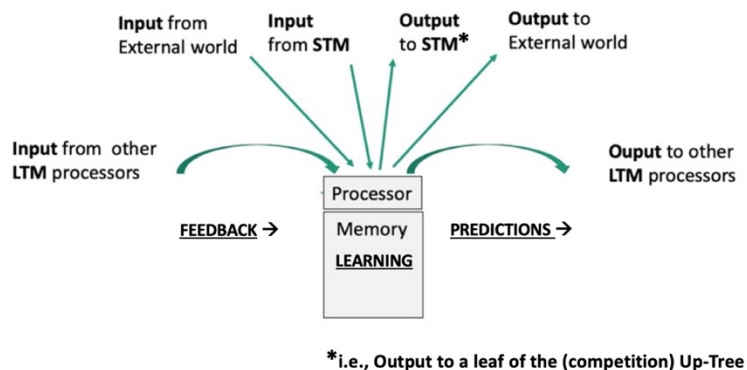 Input from
External world
Input
from STM
Output
to STM*
Output to
External world
Input from other
LTM processors
Ouput to other
LTM processors
Processor
FEEDBACK →
Memory
PREDICTIONS →
LEARNING
*i.e., Output to a leaf of the (competition) Up-Tree